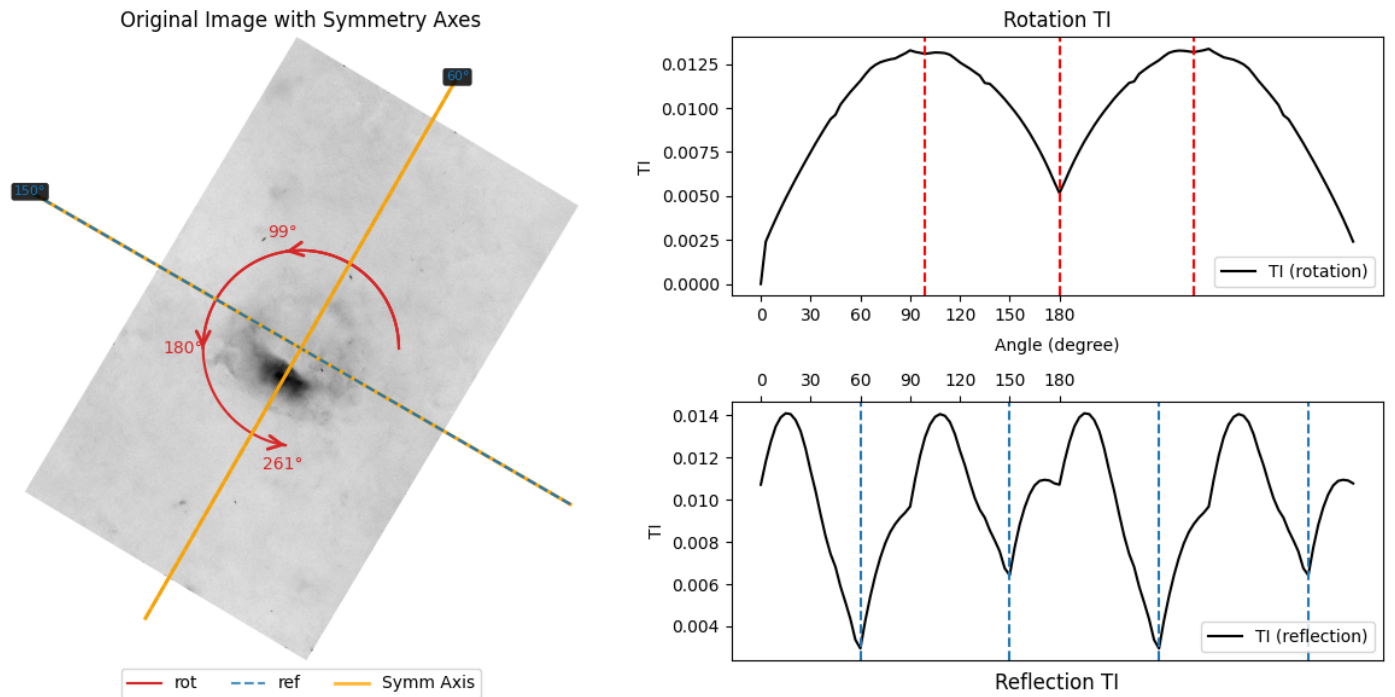 Original Image with Symmetry Axes
60°
150°
99°
180°
261°
rot
ref
Symm Axis
Rotation TI
TI
0.0125
0.0100
0.0075
0.0050
0.0025
0.0000
TI (rotation)
0 30 60 90 120 150 180
Angle (degree)
0 30 60 90 120 150 180
TI
0.014
0.012
0.010
0.008
0.006
0.004
TI (reflection)
Reflection TI